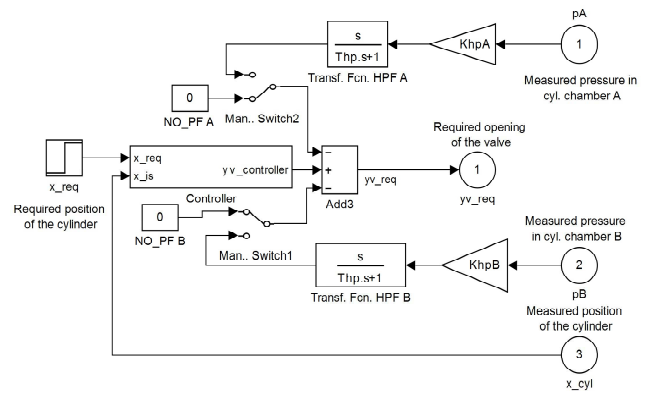 pA
1
Measured pressure in
cyl. chamber A
KhpA
s
Thp.s+1
Transf. Fcn. HPF A
0
NO_PF A
Man.. Switch2
x_req
Required position
of the cylinder
x_req
x_is
yv_controller
Controller
−
+
−
Add3
yv_req
Required opening
of the valve
1
yv_req
0
NO_PF B
Man.. Switch1
s
Thp.s+1
Transf. Fcn. HPF B
KhpB
Measured pressure
in cyl. chamber B
2
pB
Measured position
of the cylinder
3
x_cyl